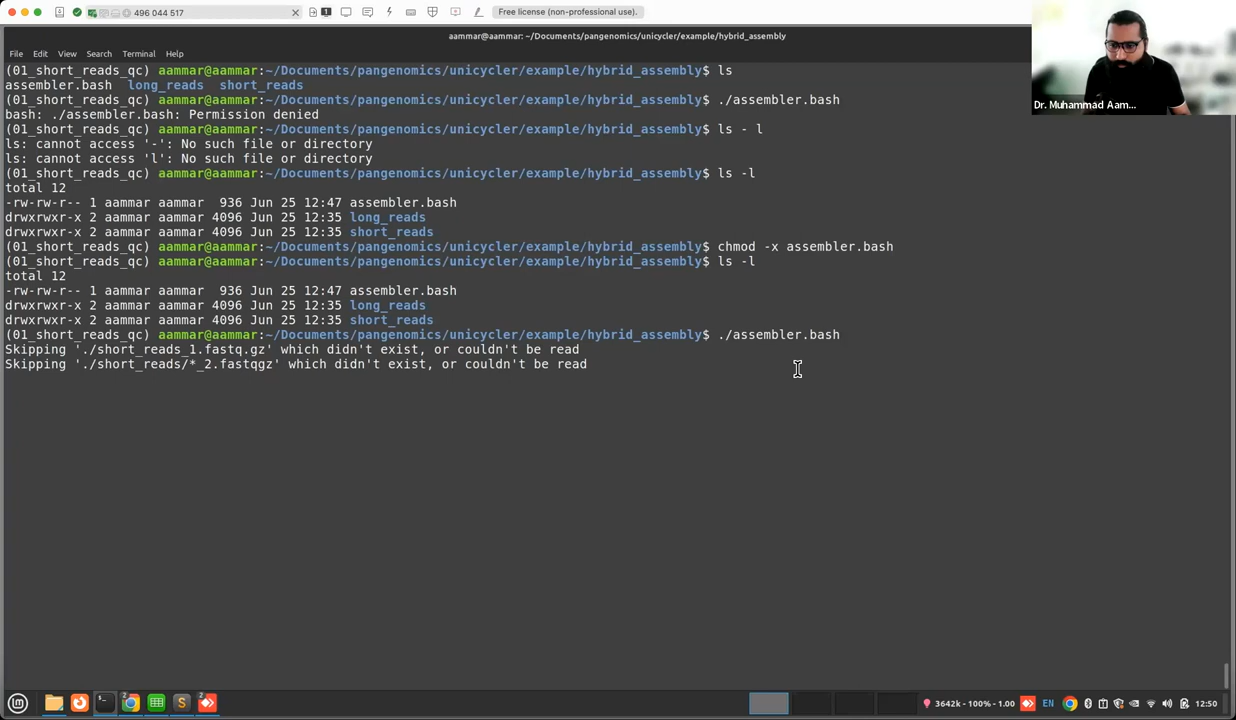 496 044 517
Free license (non-professional use).
aammar@aammar: ~/Documents/pangenomics/unicycler/example/hybrid_assembly
File Edit View Search Terminal Help
(01_short_reads_qc) aammar@aammar:~/Documents/pangenomics/unicycler/example/hybrid_assembly$ ls
assembler.bash long_reads short_reads
(01_short_reads_qc) aammar@aammar:~/Documents/pangenomics/unicycler/example/hybrid_assembly$ ./assembler.bash
bash: ./assembler.bash: Permission denied
(01_short_reads_qc) aammar@aammar:~/Documents/pangenomics/unicycler/example/hybrid_assembly$ ls - l
ls: cannot access '-': No such file or directory
ls: cannot access 'l': No such file or directory
(01_short_reads_qc) aammar@aammar:~/Documents/pangenomics/unicycler/example/hybrid_assembly$ ls -l
total 12
-rw-rw-r-- 1 aammar aammar 936 Jun 25 12:47 assembler.bash
drwxrwxr-x 2 aammar aammar 4096 Jun 25 12:35 long_reads
drwxrwxr-x 2 aammar aammar 4096 Jun 25 12:35 short_reads
(01_short_reads_qc) aammar@aammar:~/Documents/pangenomics/unicycler/example/hybrid_assembly$ chmod -x assembler.bash
(01_short_reads_qc) aammar@aammar:~/Documents/pangenomics/unicycler/example/hybrid_assembly$ ls -l
total 12
-rw-rw-r-- 1 aammar aammar 936 Jun 25 12:47 assembler.bash
drwxrwxr-x 2 aammar aammar 4096 Jun 25 12:35 long_reads
drwxrwxr-x 2 aammar aammar 4096 Jun 25 12:35 short_reads
(01_short_reads_qc) aammar@aammar:~/Documents/pangenomics/unicycler/example/hybrid_assembly$ ./assembler.bash
Skipping './short_reads_1.fastq.gz' which didn't exist, or couldn't be read
Skipping './short_reads/*_2.fastqgz' which didn't exist, or couldn't be read
Dr. Muhammad Aam...
3642k - 100% - 1.00 EN 12:50